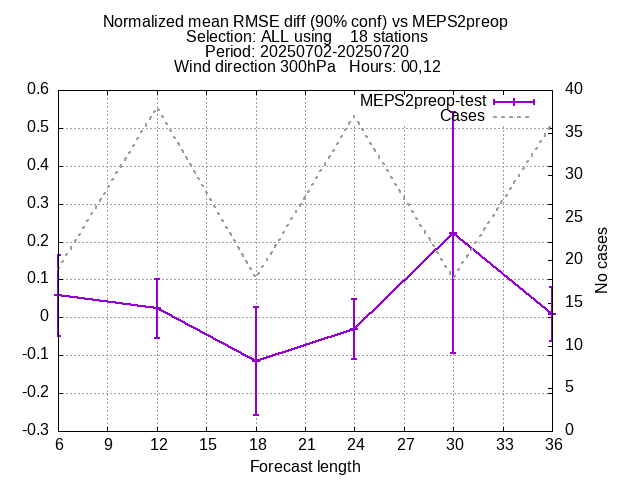 Normalized mean RMSE diff (90% conf) vs MEPS2preop
Selection: ALL using    18 stations
Period: 20250702-20250720
Wind direction 300hPa   Hours: 00,12
MEPS2preop-test
Cases
0.6
0.5
0.4
0.3
0.2
0.1
0
-0.1
-0.2
-0.3
40
35
30
25
20
15
10
5
0
No cases
6 9 12 15 18 21 24 27 30 33 36
Forecast length